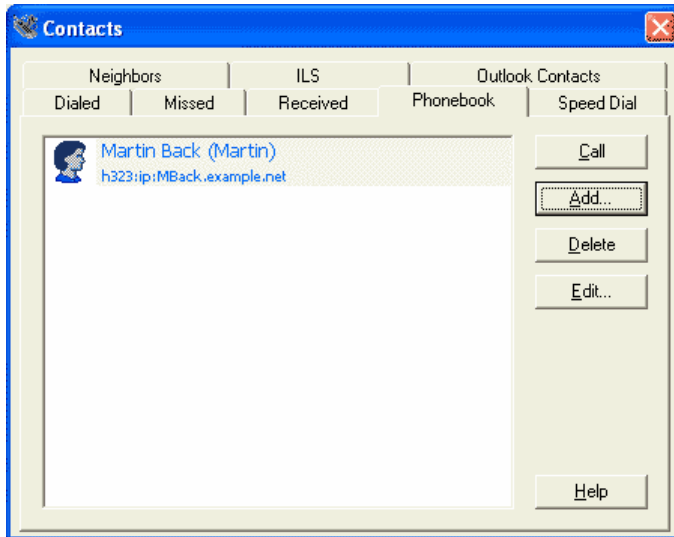 Contacts
Neighbors ILS Outlook Contacts
Dialed Missed Received Phonebook Speed Dial
Martin Back (Martin)
h323:ip:MBack.example.net
Call
Add...
Delete
Edit...
Help